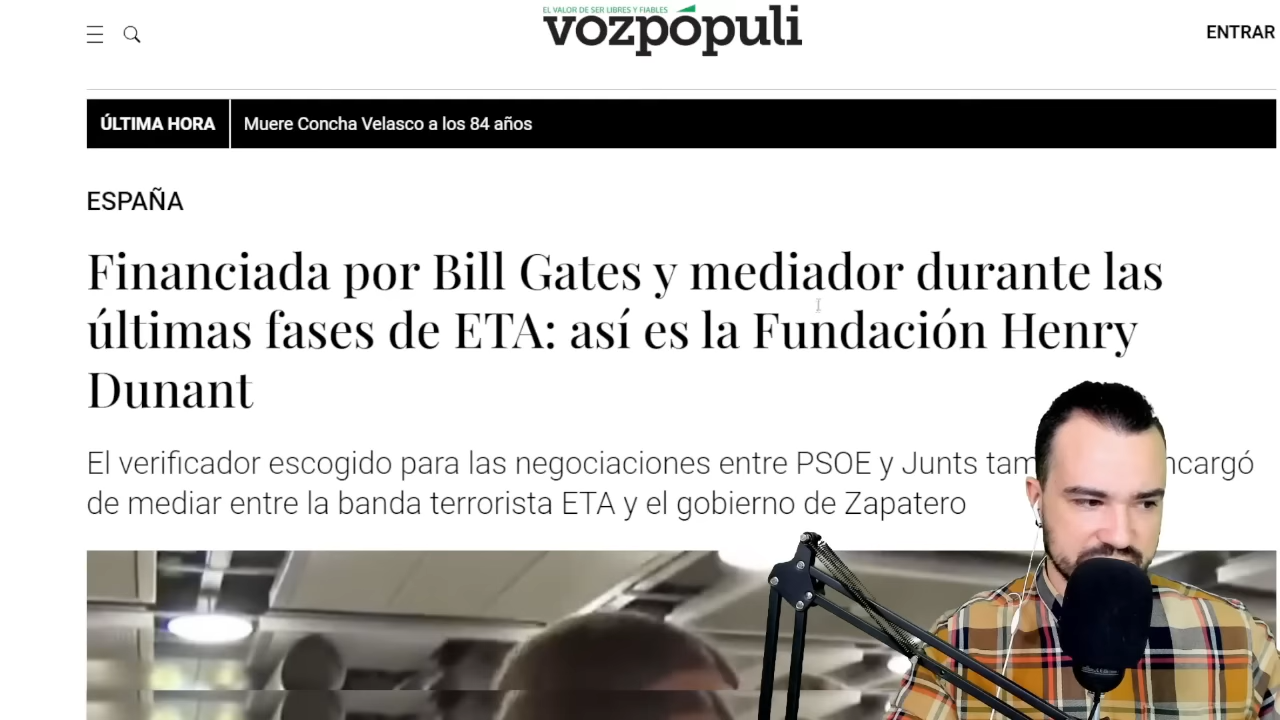 EL VALOR DE SER LIBRES Y FIABLES
vozpópuli
ENTRAR
ÚLTIMA HORA
Muere Concha Velasco a los 84 años
ESPAÑA
Financiada por Bill Gates y mediador durante las
últimas fases de ETA: así es la Fundación Henry
Dunant
El verificador escogido para las negociaciones entre PSOE y Junts
de mediar entre la banda terrorista ETA y el gobierno de Zapatero